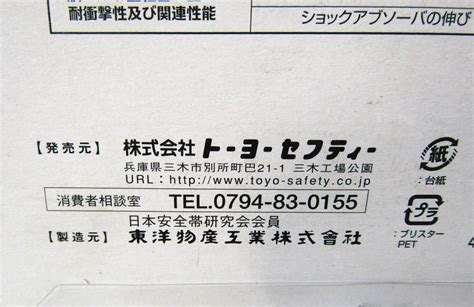 耐衝撃性及び関連性能
ショックアブソーバの伸び
【発売元】 株式会社 トーヨーセフティー
兵庫県三木市別所町巴21-1 三木工場公園
URL：http://www.toyo-safety.co.jp
消費者相談室 TEL.0794-83-0155
日本安全帯研究会会員
【製造元】 東洋物産工業株式会社
紙
：台紙
プラ
：ブリスター
PET